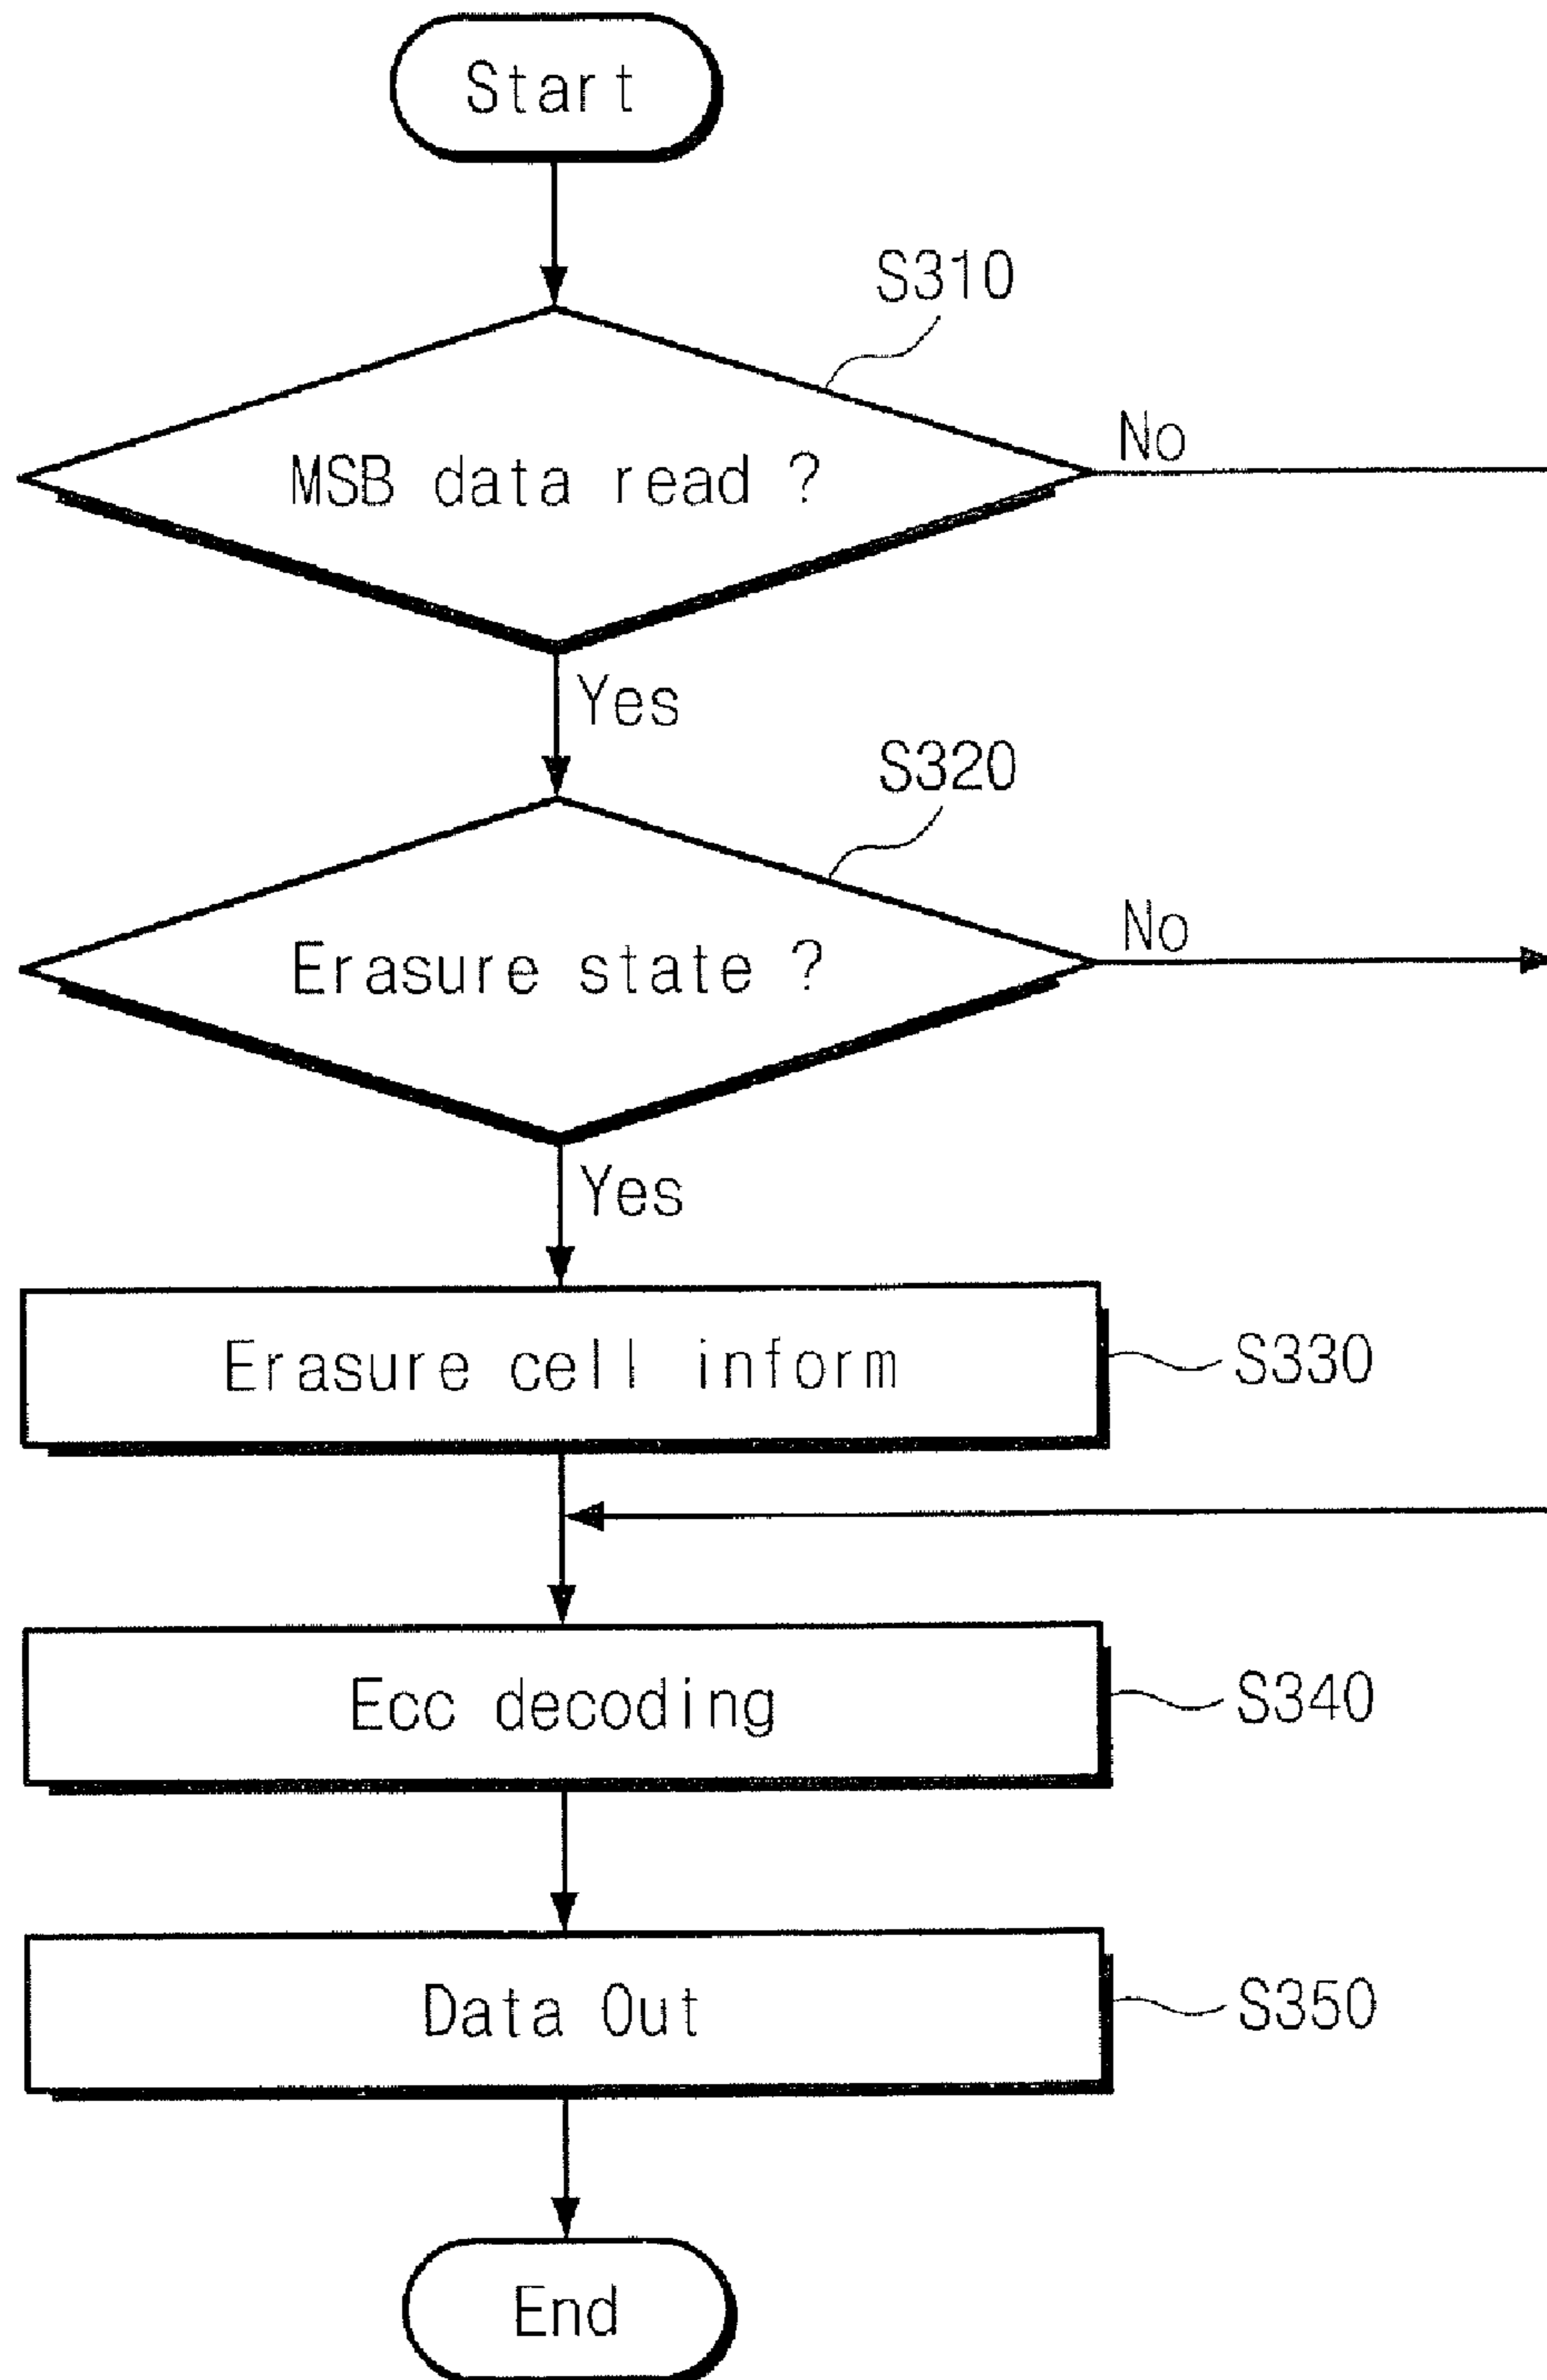 Start
S310
MSB data read ?
No
Yes
S320
Erasure state ?
No
Yes
Erasure cell inform
S330
Ecc decoding
S340
Data Out
S350
End